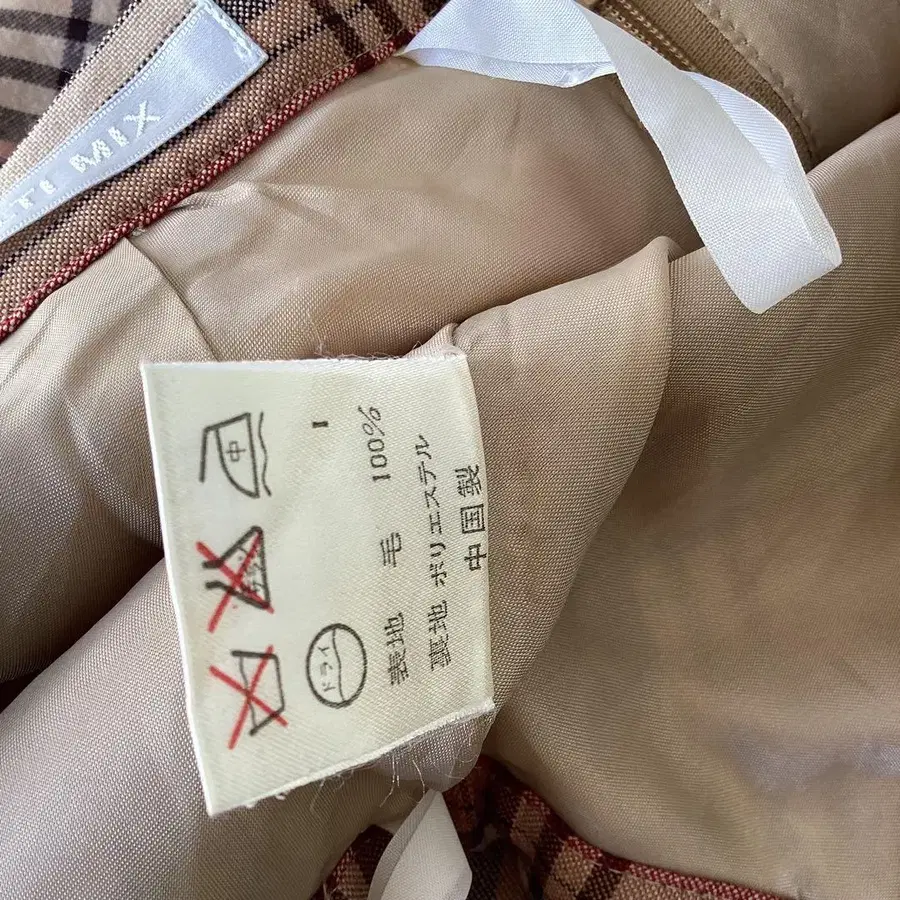 TI MIX
中
ドライ
表地 毛 100%
裏地 ポリエステル
中国製